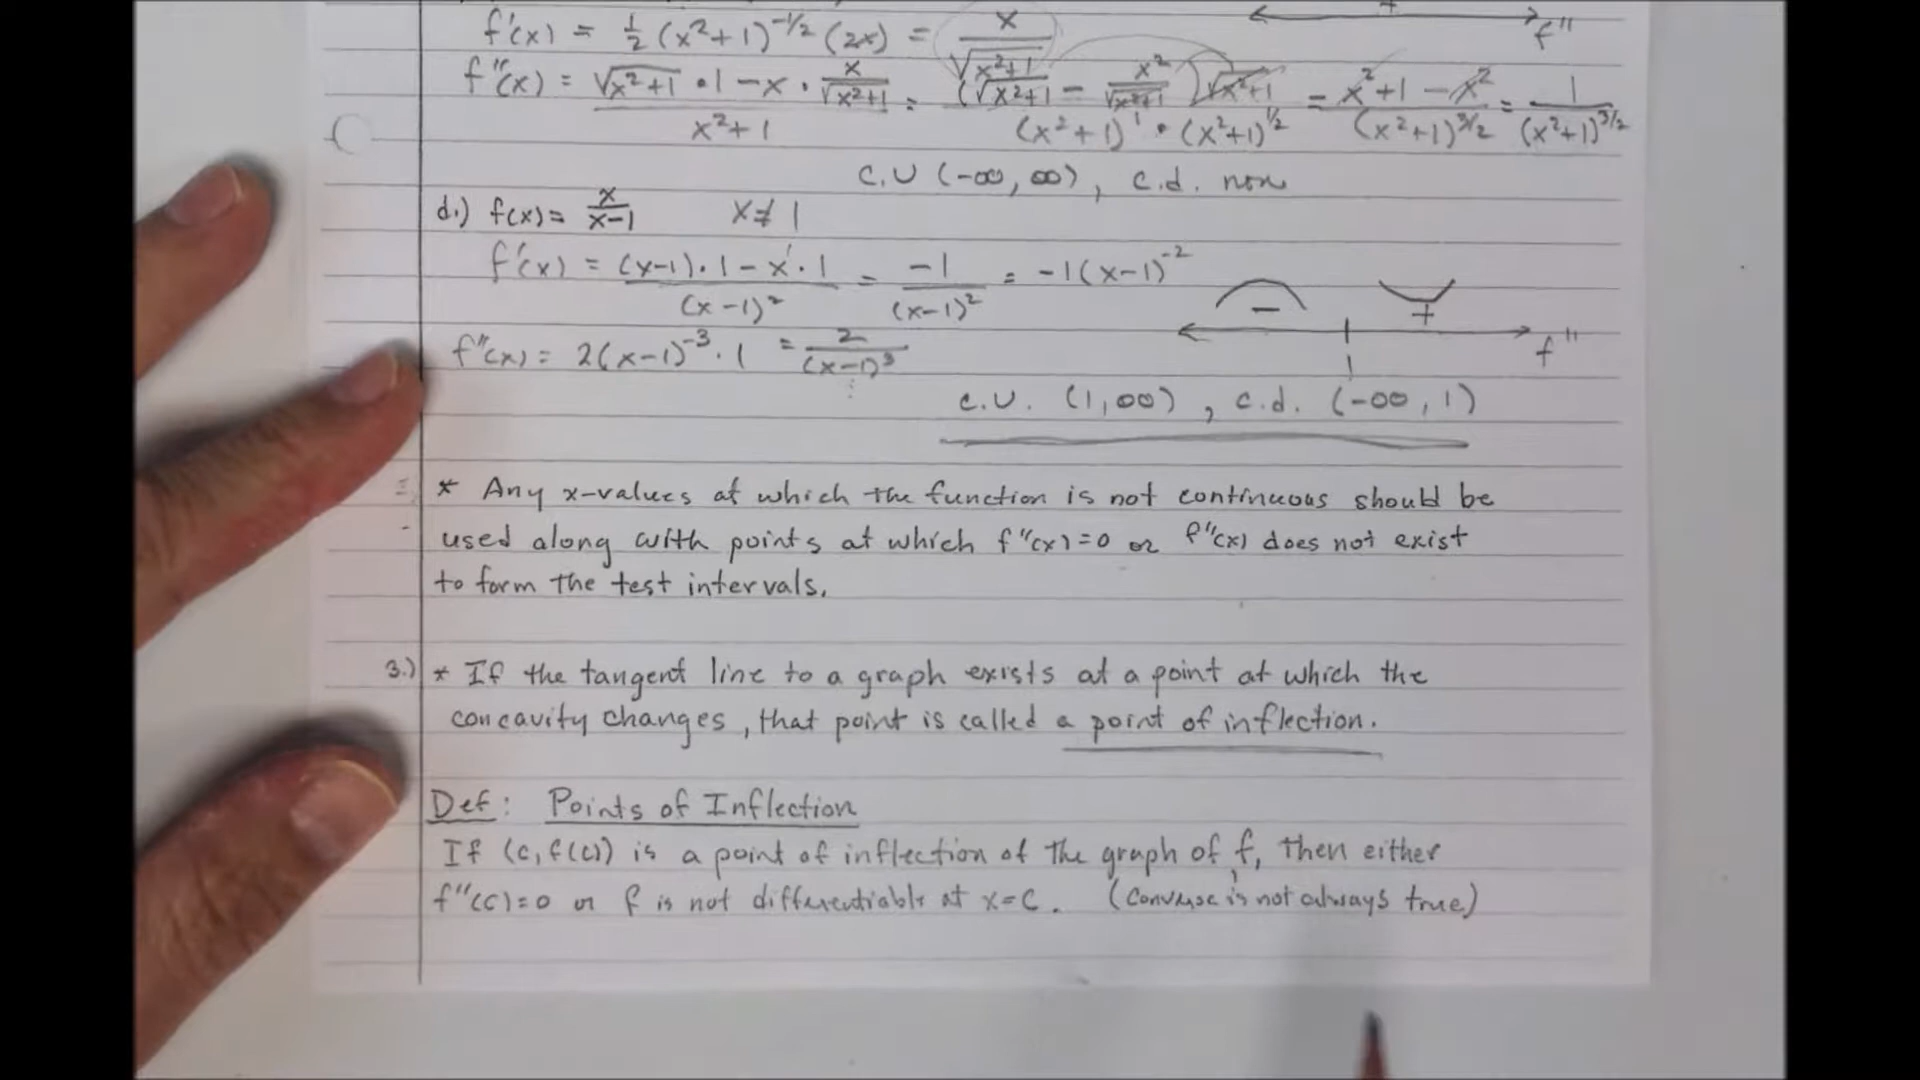 f'(x) = 1/2 (x²+1)^(-1/2) (2x) = x/√(x²+1)
+ f"
f"(x) = (√(x²+1) • 1 - x • x/√(x²+1))/(x²+1) = ((√(x²+1) - x²/√(x²+1)) √(x²+1))/((x²+1)^1 • (x²+1)^(1/2)) = (x²+1-x²)/(x²+1)^(3/2) = 1/(x²+1)^(3/2)
C.U (-∞, ∞), c.d. none
d.) f(x) = x/(x-1) x ≠ 1
f'(x) = ((x-1)•1 - x•1)/(x-1)² = -1/(x-1)² = -1(x-1)^(-2)
- + 1 f"
f"(x) = 2(x-1)^(-3) • 1 = 2/(x-1)³
c.U. (1,∞), c.d. (-∞, 1)
* Any x-values at which the function is not continuous should be
used along with points at which f"(x)=0 or f"(x) does not exist
to form the test intervals.
3.) * If the tangent line to a graph exists at a point at which the
concavity changes, that point is called a point of inflection.
Def: Points of Inflection
If (c, f(c)) is a point of inflection of the graph of f, then either
f"(c)=0 or f is not differentiable at x=c. (Converse is not always true)